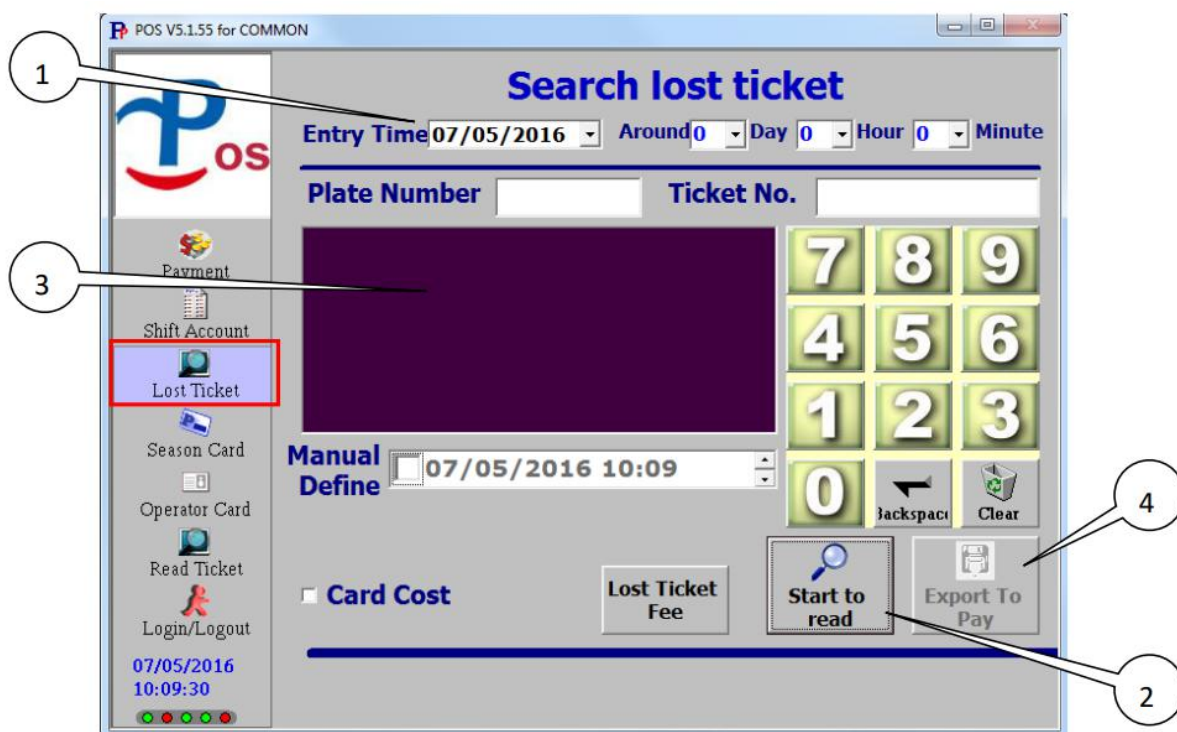 POS V5.1.55 for COMMON
1
Search lost ticket
Entry Time 07/05/2016 Around 0 Day 0 Hour 0 Minute
Pos
Plate Number Ticket No.
3
Payment
Shift Account
Lost Ticket
Season Card
Operator Card
Read Ticket
Login/Logout
07/05/2016
10:09:30
7 8 9
4 5 6
1 2 3
0 Backspac Clear
Manual
Define 07/05/2016 10:09
4
Card Cost
Lost Ticket
Fee
Start to
read
Export To
Pay
2